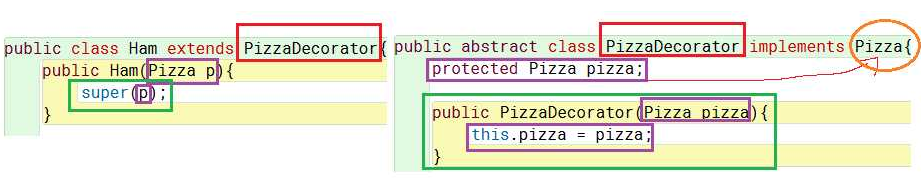 public class Ham extends PizzaDecorator{
public Ham(Pizza p){
super(p);
}
public abstract class PizzaDecorator implements Pizza{
protected Pizza pizza;
public PizzaDecorator(Pizza pizza){
this.pizza = pizza;
}